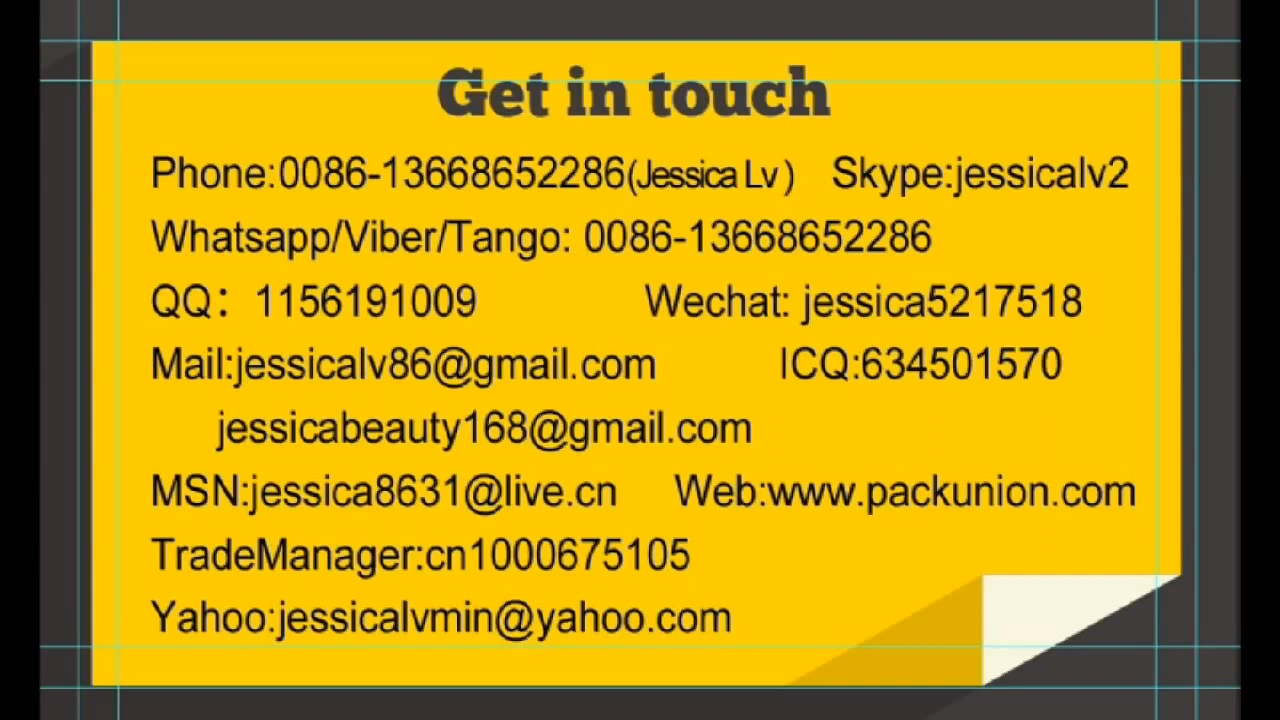 Get in touch
Phone:0086-13668652286(Jessica Lv ) Skype:jessicalv2
Whatsapp/Viber/Tango: 0086-13668652286
QQ：1156191009 Wechat: jessica5217518
Mail:jessicalv86@gmail.com ICQ:634501570
jessicabeauty168@gmail.com
MSN:jessica8631@live.cn Web:www.packunion.com
TradeManager:cn1000675105
Yahoo:jessicalvmin@yahoo.com